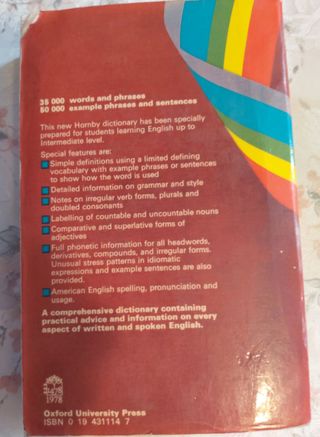 35 000 words and phrases
50 000 example phrases and sentences
This new Hornby dictionary has been specially
prepared for students learning English up to
Intermediate level.
Special features are:
Simple definitions using a limited defining
vocabulary with example phrases or sentences
to show how the word is used
Detailed information on grammar and style
Notes on irregular verb forms, plurals and
doubled consonants
Labelling of countable and uncountable nouns
Comparative and superlative forms of
adjectives
Full phonetic information for all headwords,
derivatives, compounds, and irregular forms.
Unusual stress patterns in idiomatic
expressions and example sentences are also
provided.
American English spelling, pronunciation and
usage.
A comprehensive dictionary containing
practical advice and information on every
aspect of written and spoken English.
1478
1978
Oxford University Press
ISBN 0 19 431114 7